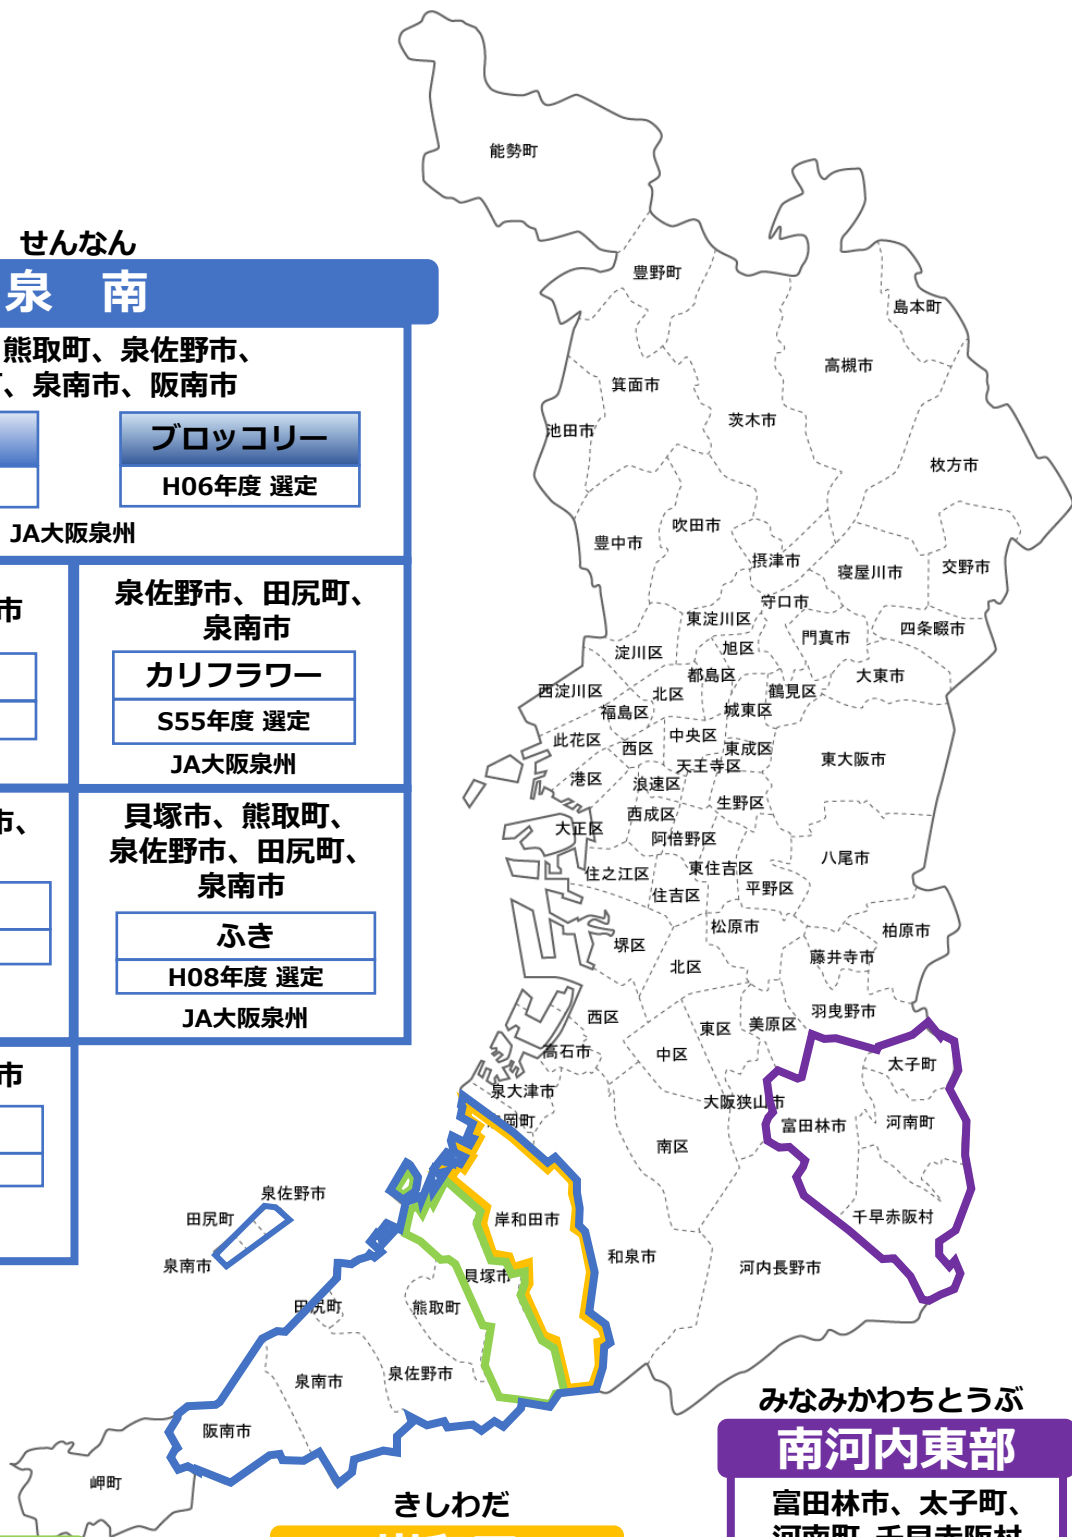 せんなん
泉 南
熊取町、泉佐野市、
、泉南市、阪南市
ブロッコリー
H06年度 選定
JA大阪泉州
市
泉佐野市、田尻町、
泉南市
カリフラワー
S55年度 選定
JA大阪泉州
市、
貝塚市、熊取町、
泉佐野市、田尻町、
泉南市
ふき
H08年度 選定
JA大阪泉州
市
能勢町
豊野町
島本町
高槻市
箕面市
茨木市
池田市
枚方市
吹田市
豊中市
摂津市
寝屋川市
交野市
守口市
東淀川区
門真市
四条畷市
旭区
淀川区
都島区
大東市
西淀川区
北区
鶴見区
福島区
城東区
此花区
西区
中央区
東成区
天王寺区
東大阪市
港区
浪速区
生野区
西成区
大正区
阿倍野区
八尾市
住之江区
東住吉区
平野区
住吉区
松原市
柏原市
堺区
藤井寺市
北区
羽曳野市
西区
東区
美原区
高石市
中区
太子町
泉大津市
大阪狭山市
岡町
富田林市
河南町
南区
泉佐野市
田尻町
岸和田市
千早赤阪村
泉南市
和泉市
河内長野市
貝塚市
田尻町
熊取町
泉南市
泉佐野市
阪南市
岬町
みなみかわちとうぶ
南河内東部
富田林市、太子町、
河南町、千早赤阪村
きしわだ